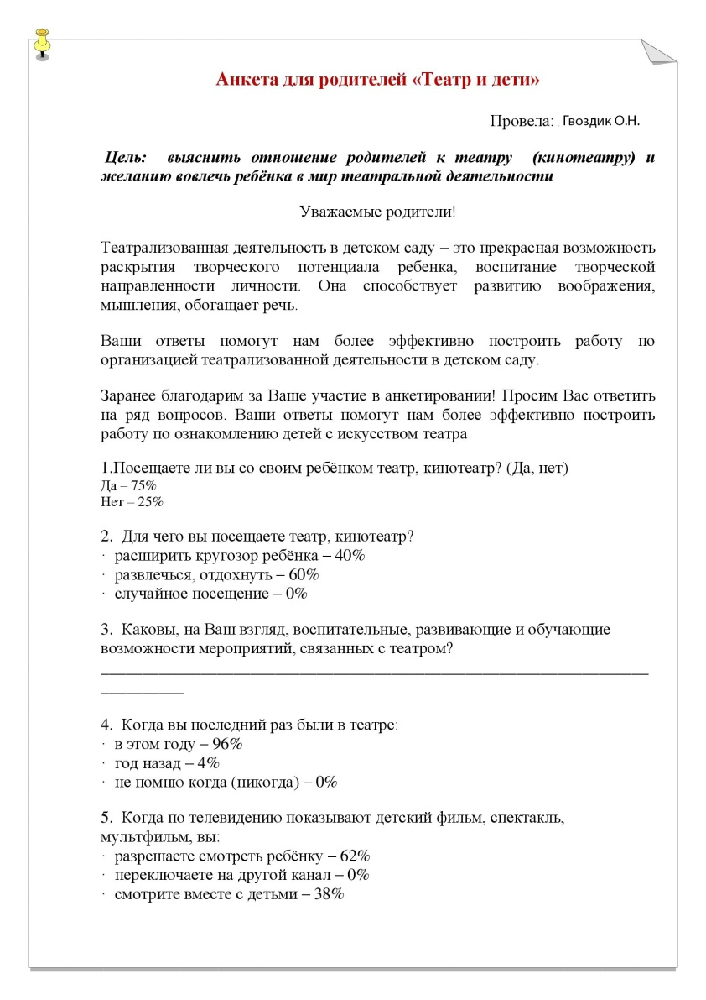 Анкета для родителей «Театр и дети»
Провела: Гвоздик О.Н.
Цель: выяснить отношение родителей к театру (кинотеатру) и
желанию вовлечь ребёнка в мир театральной деятельности
Уважаемые родители!
Театрализованная деятельность в детском саду – это прекрасная возможность
раскрытия творческого потенциала ребенка, воспитание творческой
направленности личности. Она способствует развитию воображения,
мышления, обогащает речь.
Ваши ответы помогут нам более эффективно построить работу по
организацией театрализованной деятельности в детском саду.
Заранее благодарим за Ваше участие в анкетировании! Просим Вас ответить
на ряд вопросов. Ваши ответы помогут нам более эффективно построить
работу по ознакомлению детей с искусством театра
1.Посещаете ли вы со своим ребёнком театр, кинотеатр? (Да, нет)
Да – 75%
Нет – 25%
2. Для чего вы посещаете театр, кинотеатр?
· расширить кругозор ребёнка – 40%
· развлечься, отдохнуть – 60%
· случайное посещение – 0%
3. Каковы, на Ваш взгляд, воспитательные, развивающие и обучающие
возможности мероприятий, связанных с театром?
4. Когда вы последний раз были в театре:
· в этом году – 96%
· год назад – 4%
· не помню когда (никогда) – 0%
5. Когда по телевидению показывают детский фильм, спектакль,
мультфильм, вы:
· разрешаете смотреть ребёнку – 62%
· переключаете на другой канал – 0%
· смотрите вместе с детьми – 38%